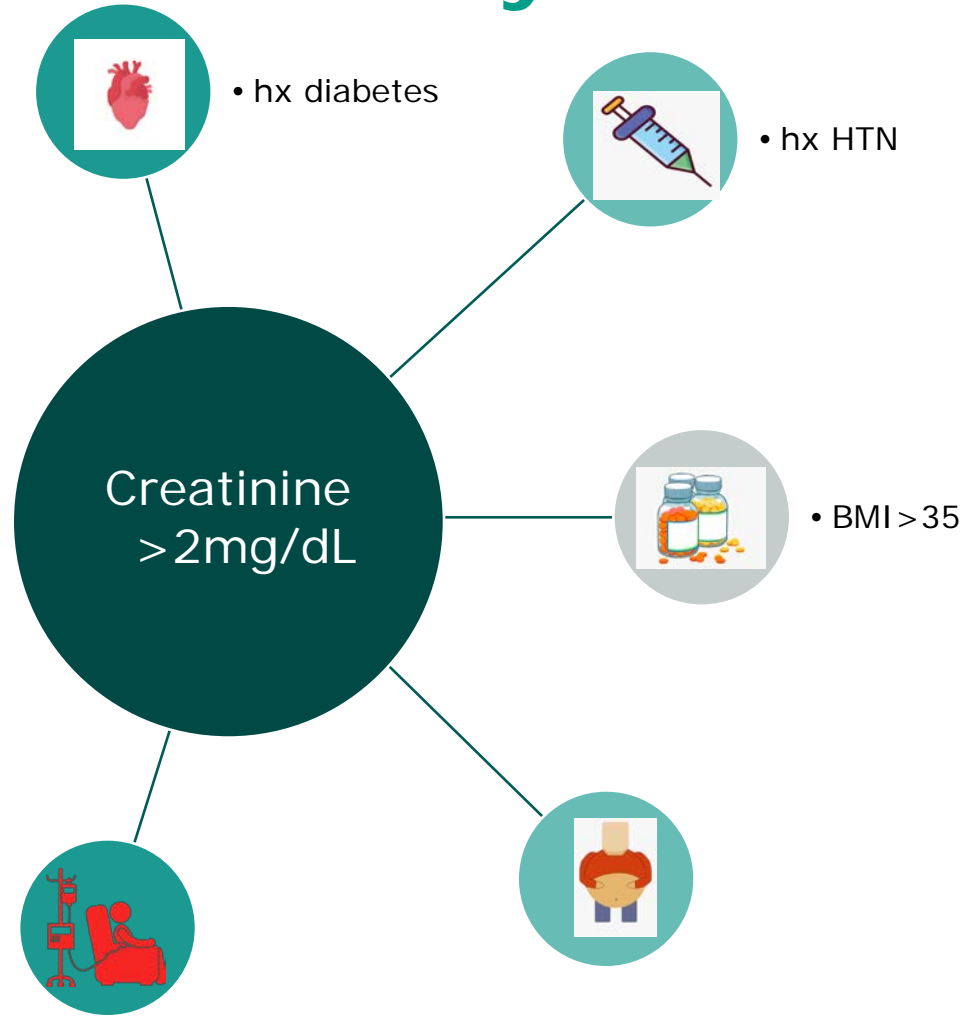 • hx diabetes
• hx HTN
Creatinine
>2mg/dL
• BMI>35